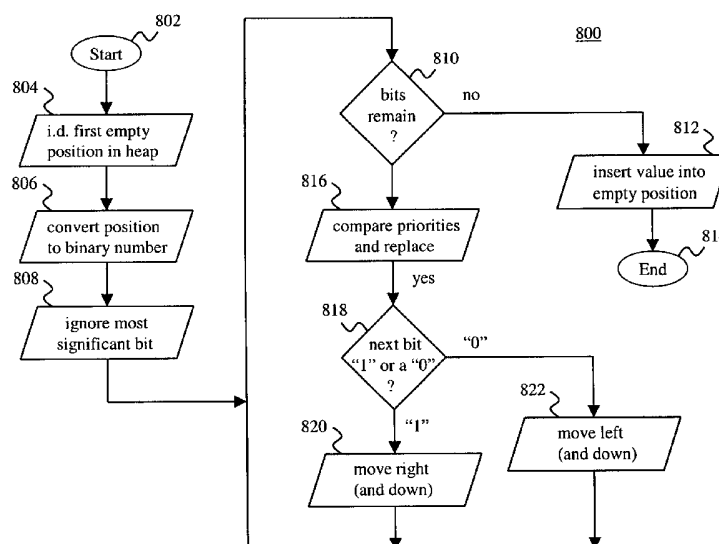 802
Start
804
i.d. first empty
position in heap
806
convert position
to binary number
808
ignore most
significant bit
800
810
bits
remain
?
no
812
insert value into
empty position
81
End
816
compare priorities
and replace
yes
818
next bit
“1” or a “0”
?
“0”
“1”
820
move right
(and down)
822
move left
(and down)